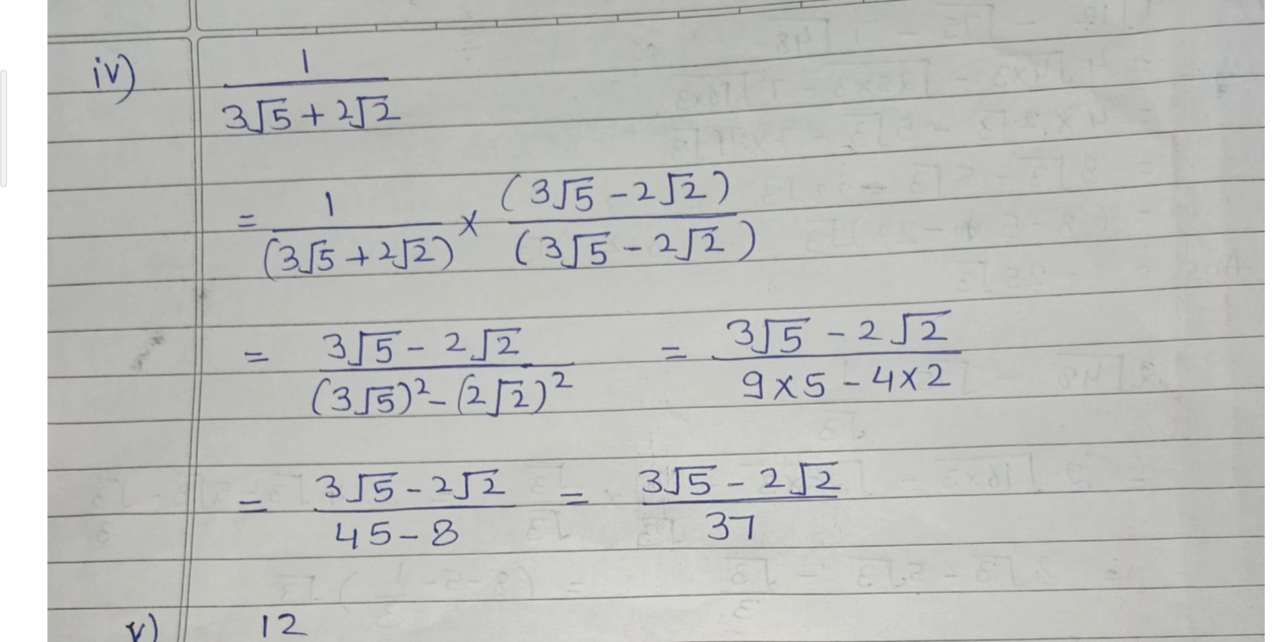 iv) 1
3√5 + 2√2
= 1 / (3√5 + 2√2) × (3√5 - 2√2) / (3√5 - 2√2)
= 3√5 - 2√2 / (3√5)² - (2√2)² = 3√5 - 2√2 / 9×5 - 4×2
= 3√5 - 2√2 / 45 - 8 = 3√5 - 2√2 / 37
v) 12